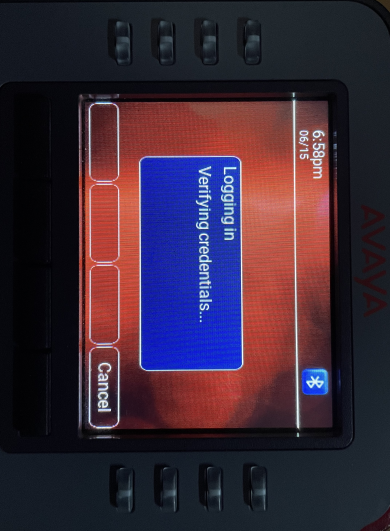 AVAYA
6:58pm
06/15
Logging in
Verifying credentials...
Cancel